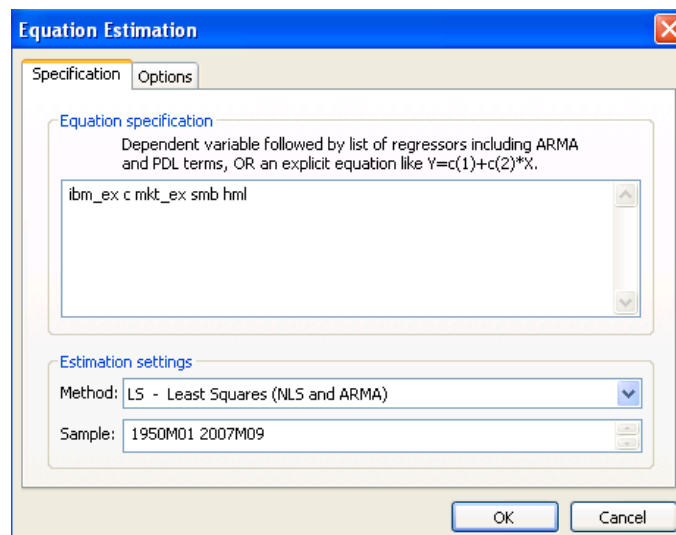 Equation Estimation
Specification
Options
Equation specification
Dependent variable followed by list of regressors including ARMA
and PDL terms, OR an explicit equation like Y=c(1)+c(2)*X.
ibm_ex c mkt_ex smb hml
Estimation settings
Method: LS - Least Squares (NLS and ARMA)
Sample: 1950M01 2007M09
OK Cancel